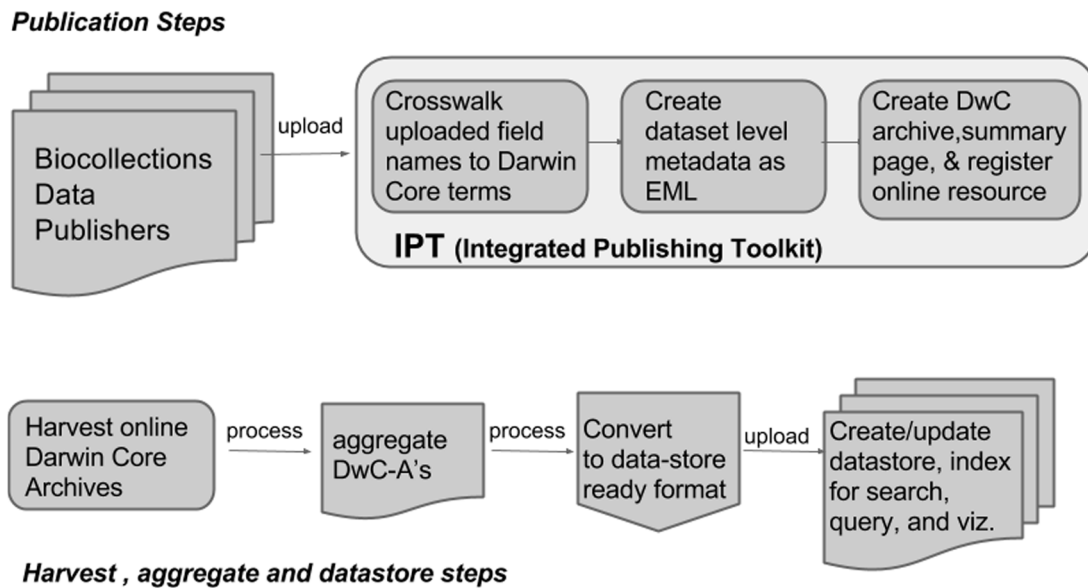 Publication Steps
Biocollections
Data
Publishers
upload
Crosswalk
uploaded field
names to Darwin
Core terms
Create
dataset level
metadata as
EML
Create DwC
archive,summary
page, & register
online resource
IPT (Integrated Publishing Toolkit)
Harvest online
Darwin Core
Archives
process
aggregate
DwC-A's
process
Convert
to data-store
ready format
upload
Create/update
datastore, index
for search,
query, and viz.
Harvest , aggregate and datastore steps